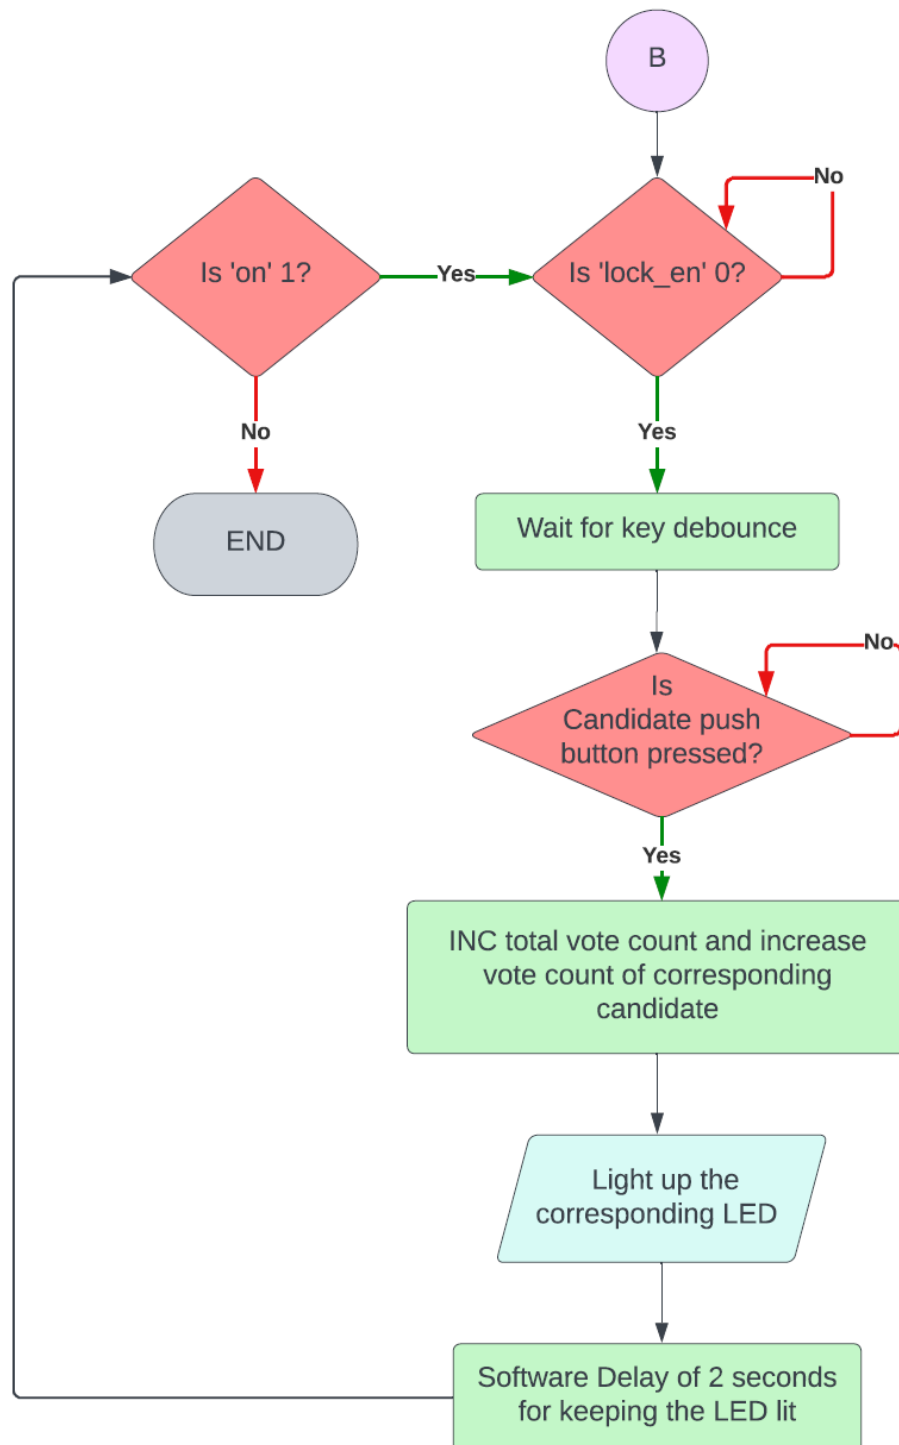 B
No
Is 'on' 1?
Yes
Is 'lock_en' 0?
No
Yes
END
Wait for key debounce
No
Is
Candidate push
button pressed?
Yes
INC total vote count and increase
vote count of corresponding
candidate
Light up the
corresponding LED
Software Delay of 2 seconds
for keeping the LED lit